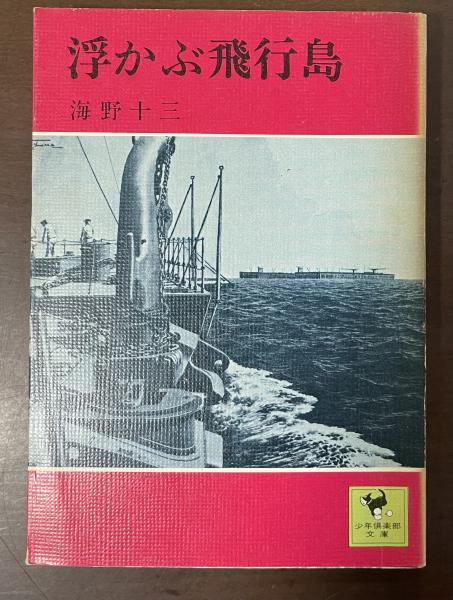 浮かぶ飛行島
海野十三
少年倶楽部
文庫